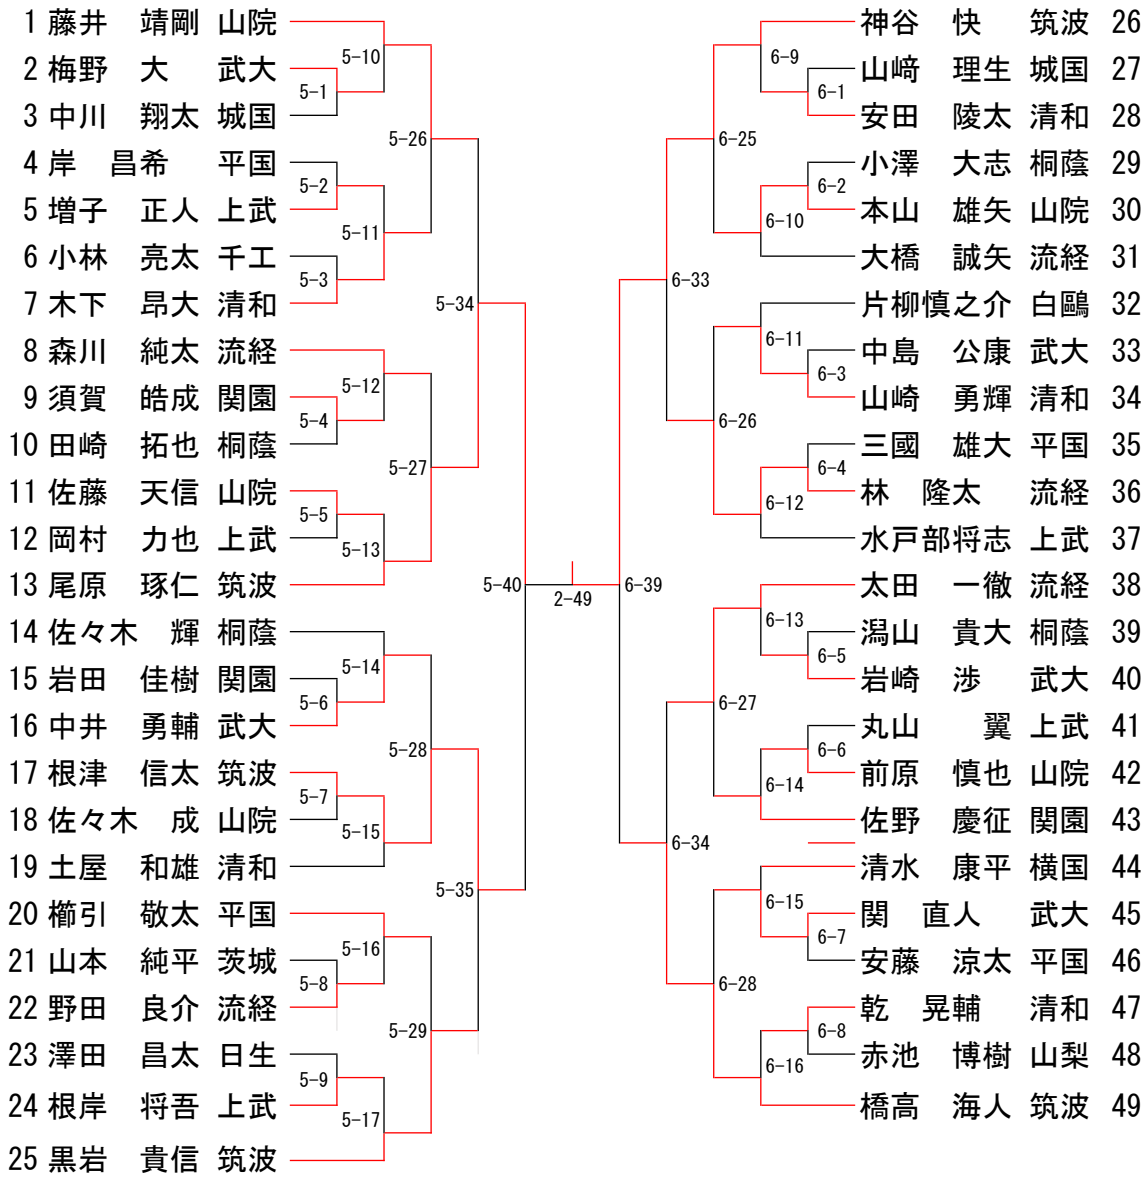 1 藤井 靖剛 山院
2 梅野 大 武大
3 中川 翔太 城国
4 岸 昌希 平国
5 増子 正人 上武
6 小林 亮太 千工
7 木下 昂大 清和
8 森川 純太 流経
9 須賀 皓成 関園
10 田崎 拓也 桐蔭
11 佐藤 天信 山院
12 岡村 力也 上武
13 尾原 琢仁 筑波
14 佐々木 輝 桐蔭
15 岩田 佳樹 関園
16 中井 勇輔 武大
17 根津 信太 筑波
18 佐々木 成 山院
19 土屋 和雄 清和
20 櫛引 敬太 平国
21 山本 純平 茨城
22 野田 良介 流経
23 澤田 昌太 日生
24 根岸 将吾 上武
25 黒岩 貴信 筑波
5-1
5-2
5-3
5-4
5-5
5-6
5-7
5-8
5-9
5-10
5-11
5-12
5-13
5-14
5-15
5-16
5-17
5-26
5-27
5-28
5-29
5-34
5-35
5-40
2-49
6-39
6-33
6-34
6-25
6-26
6-27
6-28
6-9
6-10
6-11
6-12
6-13
6-14
6-15
6-16
6-1
6-2
6-3
6-4
6-5
6-6
6-7
6-8
神谷 快 筑波 26
山﨑 理生 城国 27
安田 陵太 清和 28
小澤 大志 桐蔭 29
本山 雄矢 山院 30
大橋 誠矢 流経 31
片柳慎之介 白鷗 32
中島 公康 武大 33
山崎 勇輝 清和 34
三國 雄大 平国 35
林 隆太 流経 36
水戸部将志 上武 37
太田 一徹 流経 38
潟山 貴大 桐蔭 39
岩崎 渉 武大 40
丸山 翼 上武 41
前原 慎也 山院 42
佐野 慶征 関園 43
清水 康平 横国 44
関 直人 武大 45
安藤 涼太 平国 46
乾 晃輔 清和 47
赤池 博樹 山梨 48
橋高 海人 筑波 49